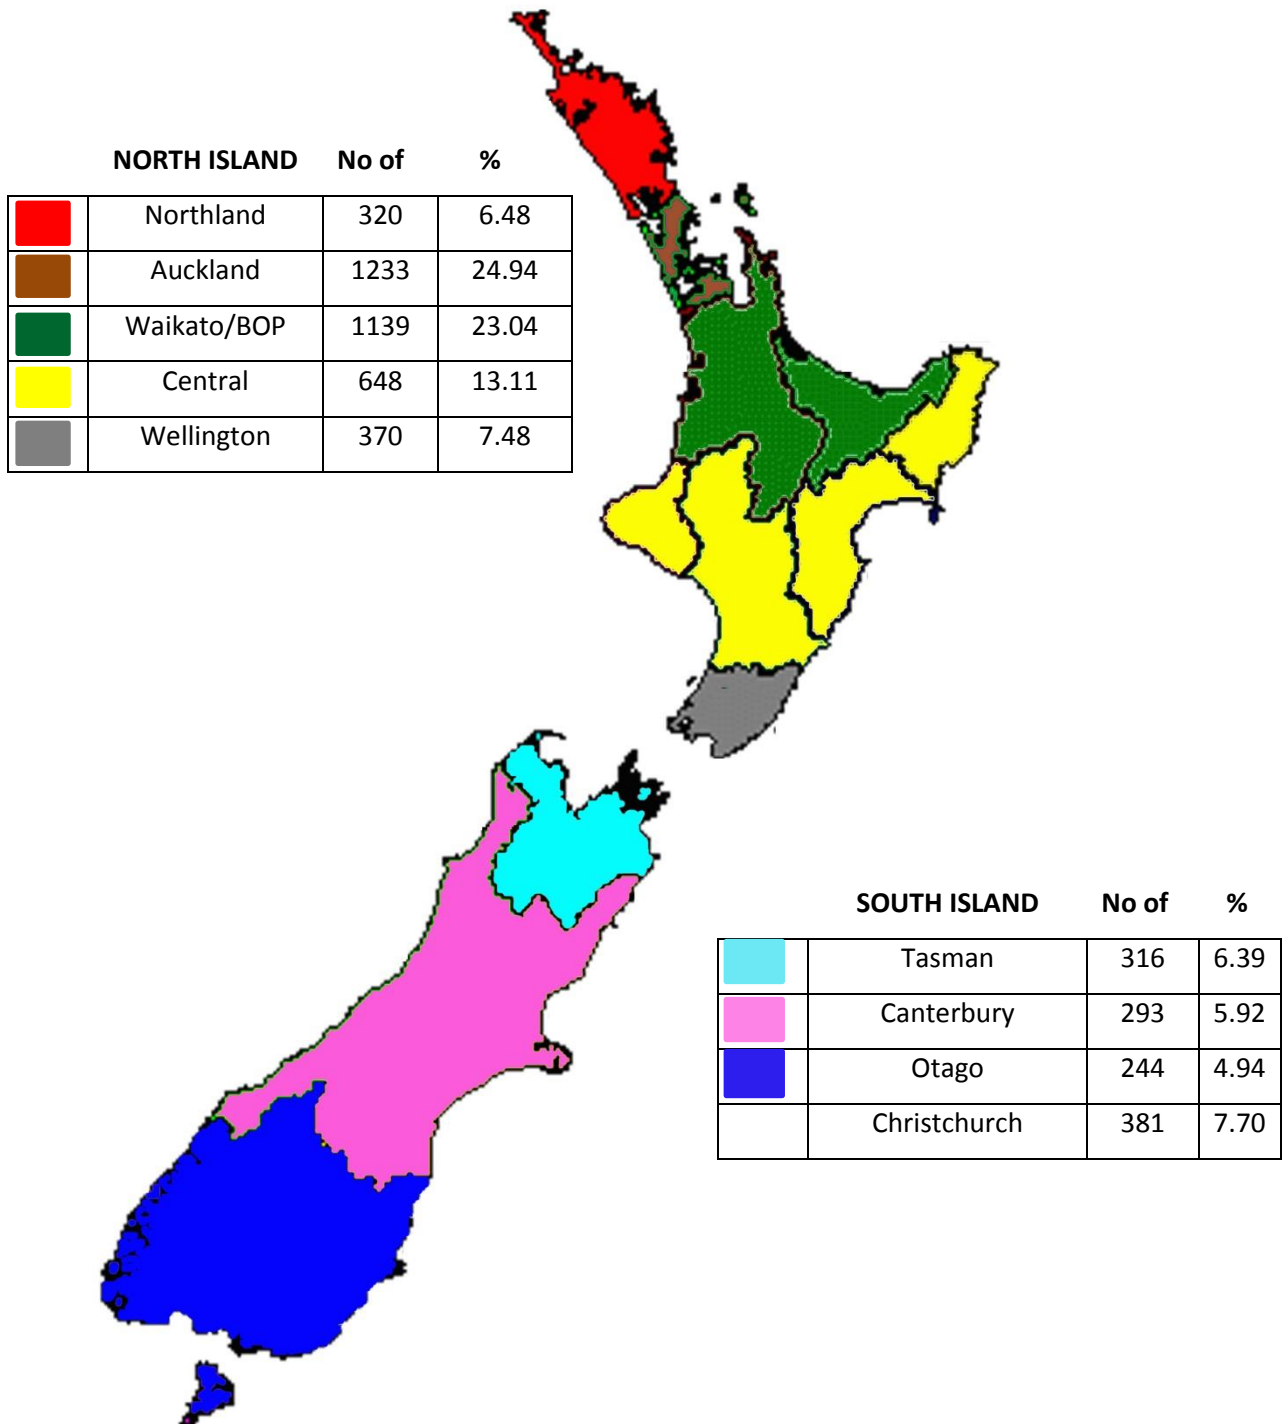 NORTH ISLAND No of %
Northland 320 6.48
Auckland 1233 24.94
Waikato/BOP 1139 23.04
Central 648 13.11
Wellington 370 7.48
SOUTH ISLAND No of %
Tasman 316 6.39
Canterbury 293 5.92
Otago 244 4.94
Christchurch 381 7.70